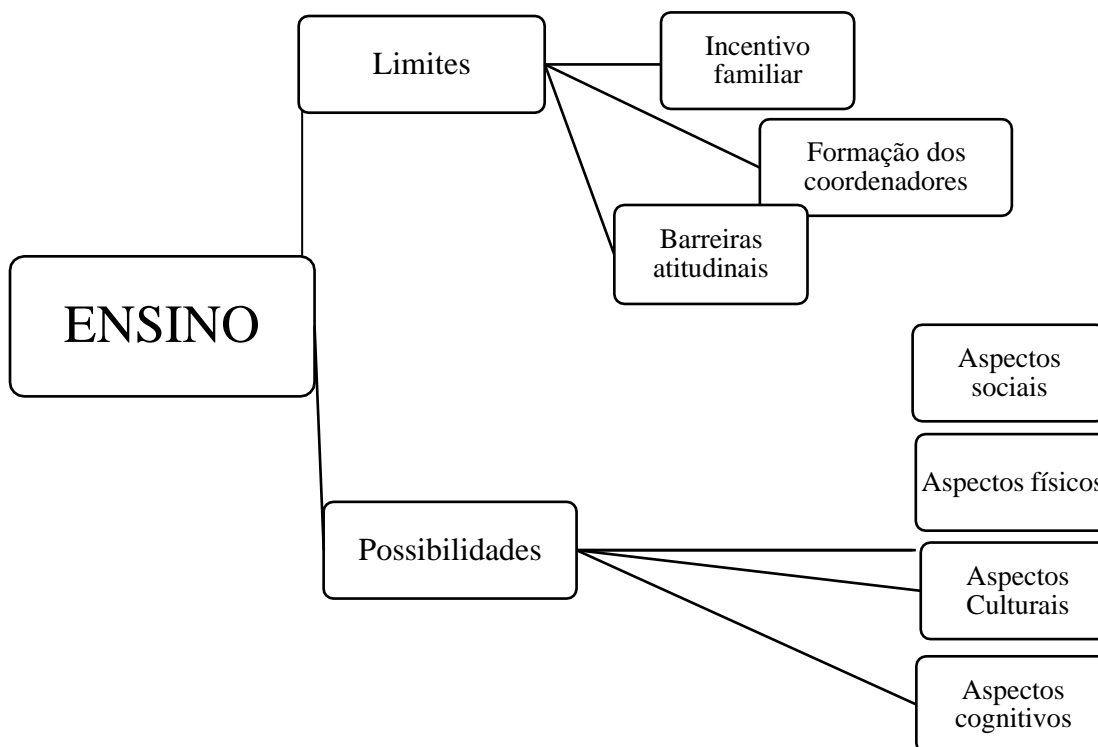 Limites
Incentivo
familiar
Formação dos
coordenadores
Barreiras
atitudinais
ENSINO
Aspectos
sociais
Aspectos físicos
Possibilidades
Aspectos
Culturais
Aspectos
cognitivos